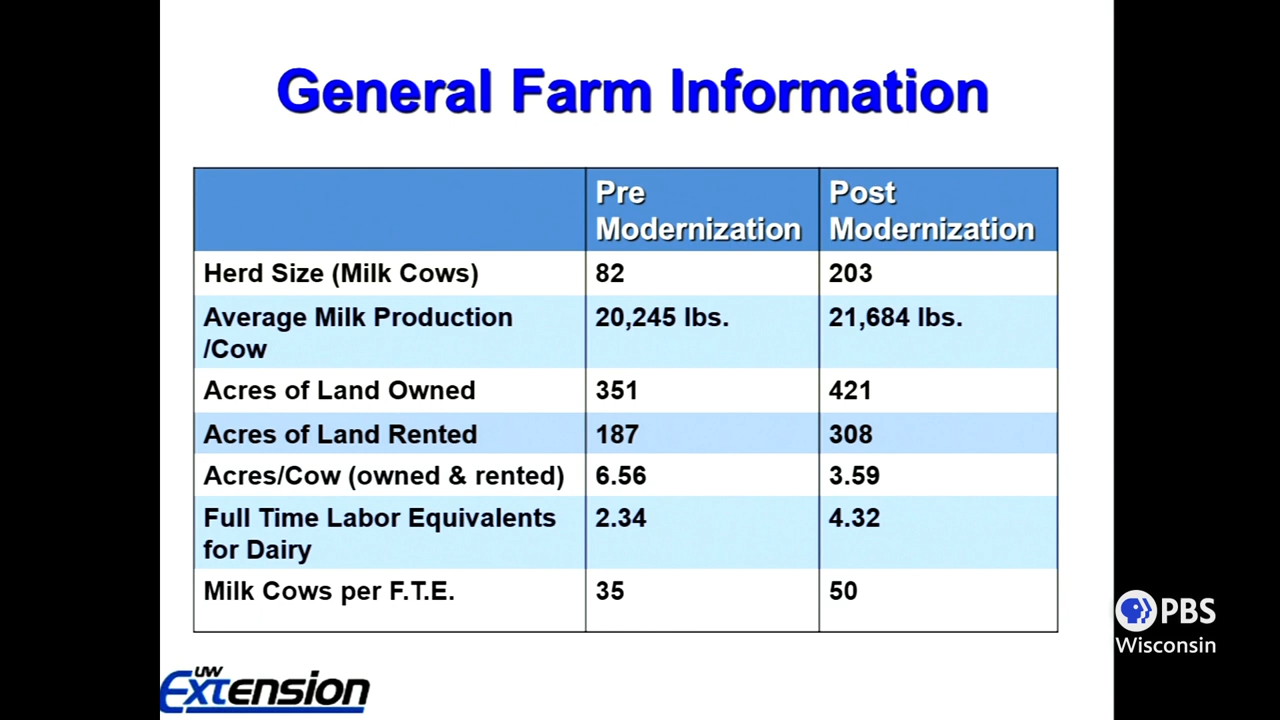 General Farm Information
Pre Modernization
Post Modernization
Herd Size (Milk Cows) 82 203
Average Milk Production /Cow 20,245 lbs. 21,684 lbs.
Acres of Land Owned 351 421
Acres of Land Rented 187 308
Acres/Cow (owned & rented) 6.56 3.59
Full Time Labor Equivalents for Dairy 2.34 4.32
Milk Cows per F.T.E. 35 50
UW
Extension
PBS
Wisconsin